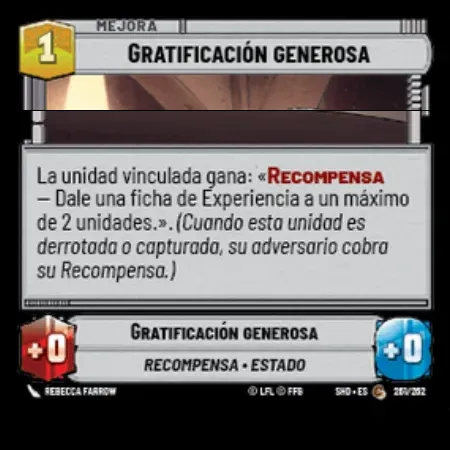 MEJORA
1
GRATIFICACIÓN GENEROSA
La unidad vinculada gana: «RECOMPENSA
– Dale una ficha de Experiencia a un máximo
de 2 unidades.». (Cuando esta unidad es
derrotada o capturada, su adversario cobra
su Recompensa.)
GRATIFICACIÓN GENEROSA
+0
+0
RECOMPENSA • ESTADO
REBECCA FARROW
© LFL © FFG
SHD • ES
261/262